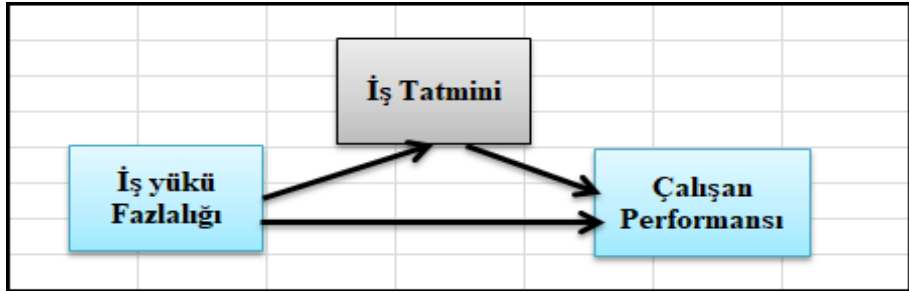 İş Tatmini
İş yükü
Fazlalığı
Çalışan
Performansı